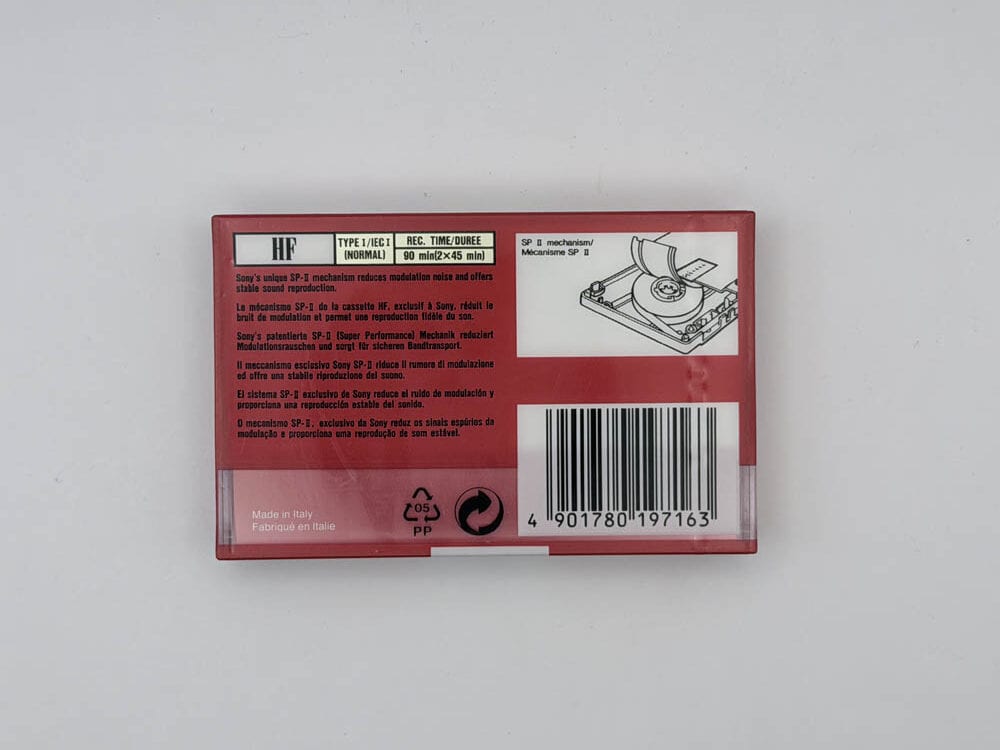 HF
TYPE I/IEC I
(NORMAL)
REC. TIME/DUREE
90 min(2×45 min)
Sony's unique SP-II mechanism reduces modulation noise and offers
stable sound reproduction.
Le mécanisme SP-II de la cassette HF, exclusif à Sony, réduit le
bruit de modulation et permet une reproduction fidèle du son.
Sony's patentierte SP-II (Super Performance) Mechanik reduziert
Modulationsrauschen und sorgt für sicheren Bandtransport.
Il meccanismo esclusivo Sony SP-II riduce il rumore di modulazione
ed offre una stabile riproduzione del suono.
El sistema SP-II exclusivo de Sony reduce el ruido de modulación y
proporciona una reproducción estable del sonido.
O mecanismo SP-II, exclusivo da Sony reduz os sinais espúrios da
modulação e proporciona uma reprodução de som estável.
SP II mechanism/
Mécanisme SP II
Made in Italy
Fabriqué en Italie
05
PP
4 901780 197163